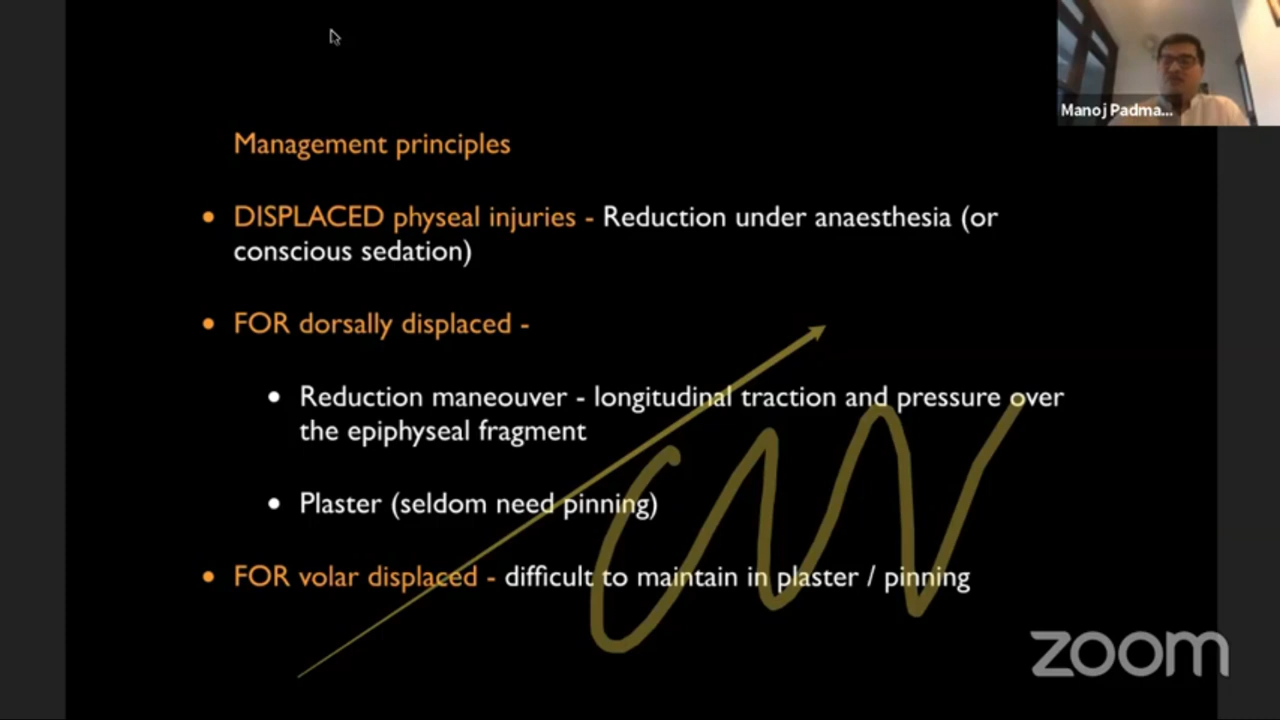 Manoj Padma...
Management principles
• DISPLACED physeal injuries - Reduction under anaesthesia (or
conscious sedation)
• FOR dorsally displaced -
• Reduction maneouver - longitudinal traction and pressure over
the epiphyseal fragment
• Plaster (seldom need pinning)
• FOR volar displaced - difficult to maintain in plaster / pinning
zoom